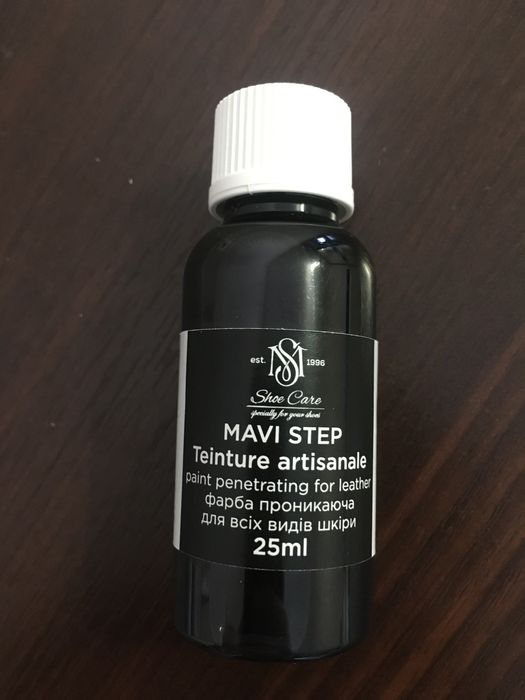 est. MS 1996
Shoe Care
specially for your shoes
MAVI STEP
Teinture artisanale
paint penetrating for leather
фарба проникаюча
для всіх видів шкіри
25ml